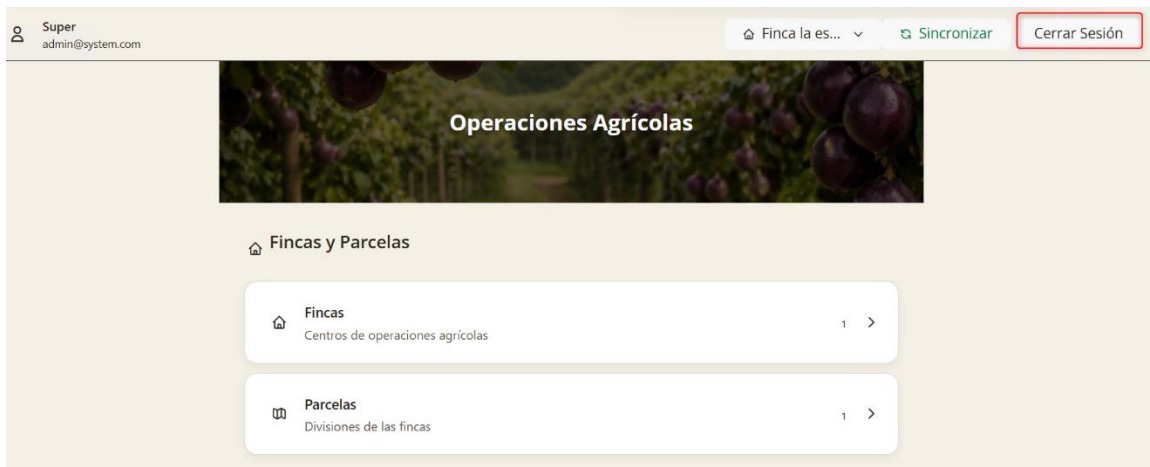 Super
admin@system.com
Finca la es...
Sincronizar
Cerrar Sesión
Operaciones Agrícolas
Fincas y Parcelas
Fincas
Centros de operaciones agrícolas
1
Parcelas
Divisiones de las fincas
1